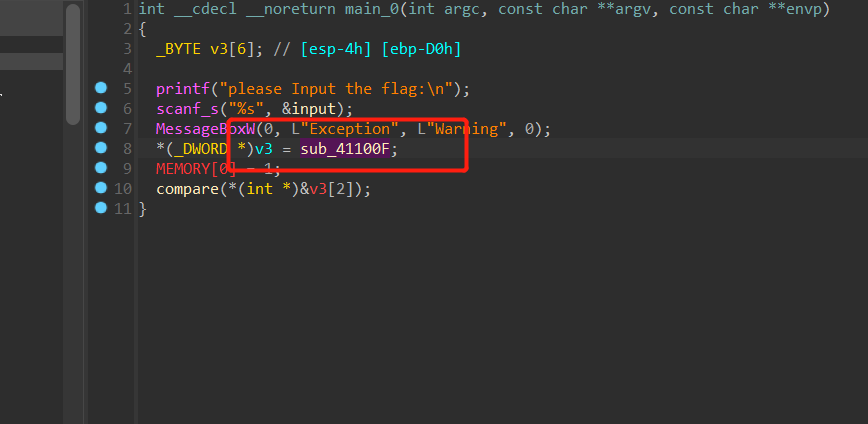 1 int __cdecl __noreturn main_0(int argc, const char **argv, const char **envp)
2 {
3 _BYTE v3[6]; // [esp-4h] [ebp-D0h]
4
5 printf("please Input the flag:\n");
6 scanf_s("%s", &input);
7 MessageBoxW(0, L"Exception", L"Warning", 0);
8 *(_DWORD *)v3 = sub_41100F;
9 MEMORY[0] = 1;
10 compare(*(int *)&v3[2]);
11 }